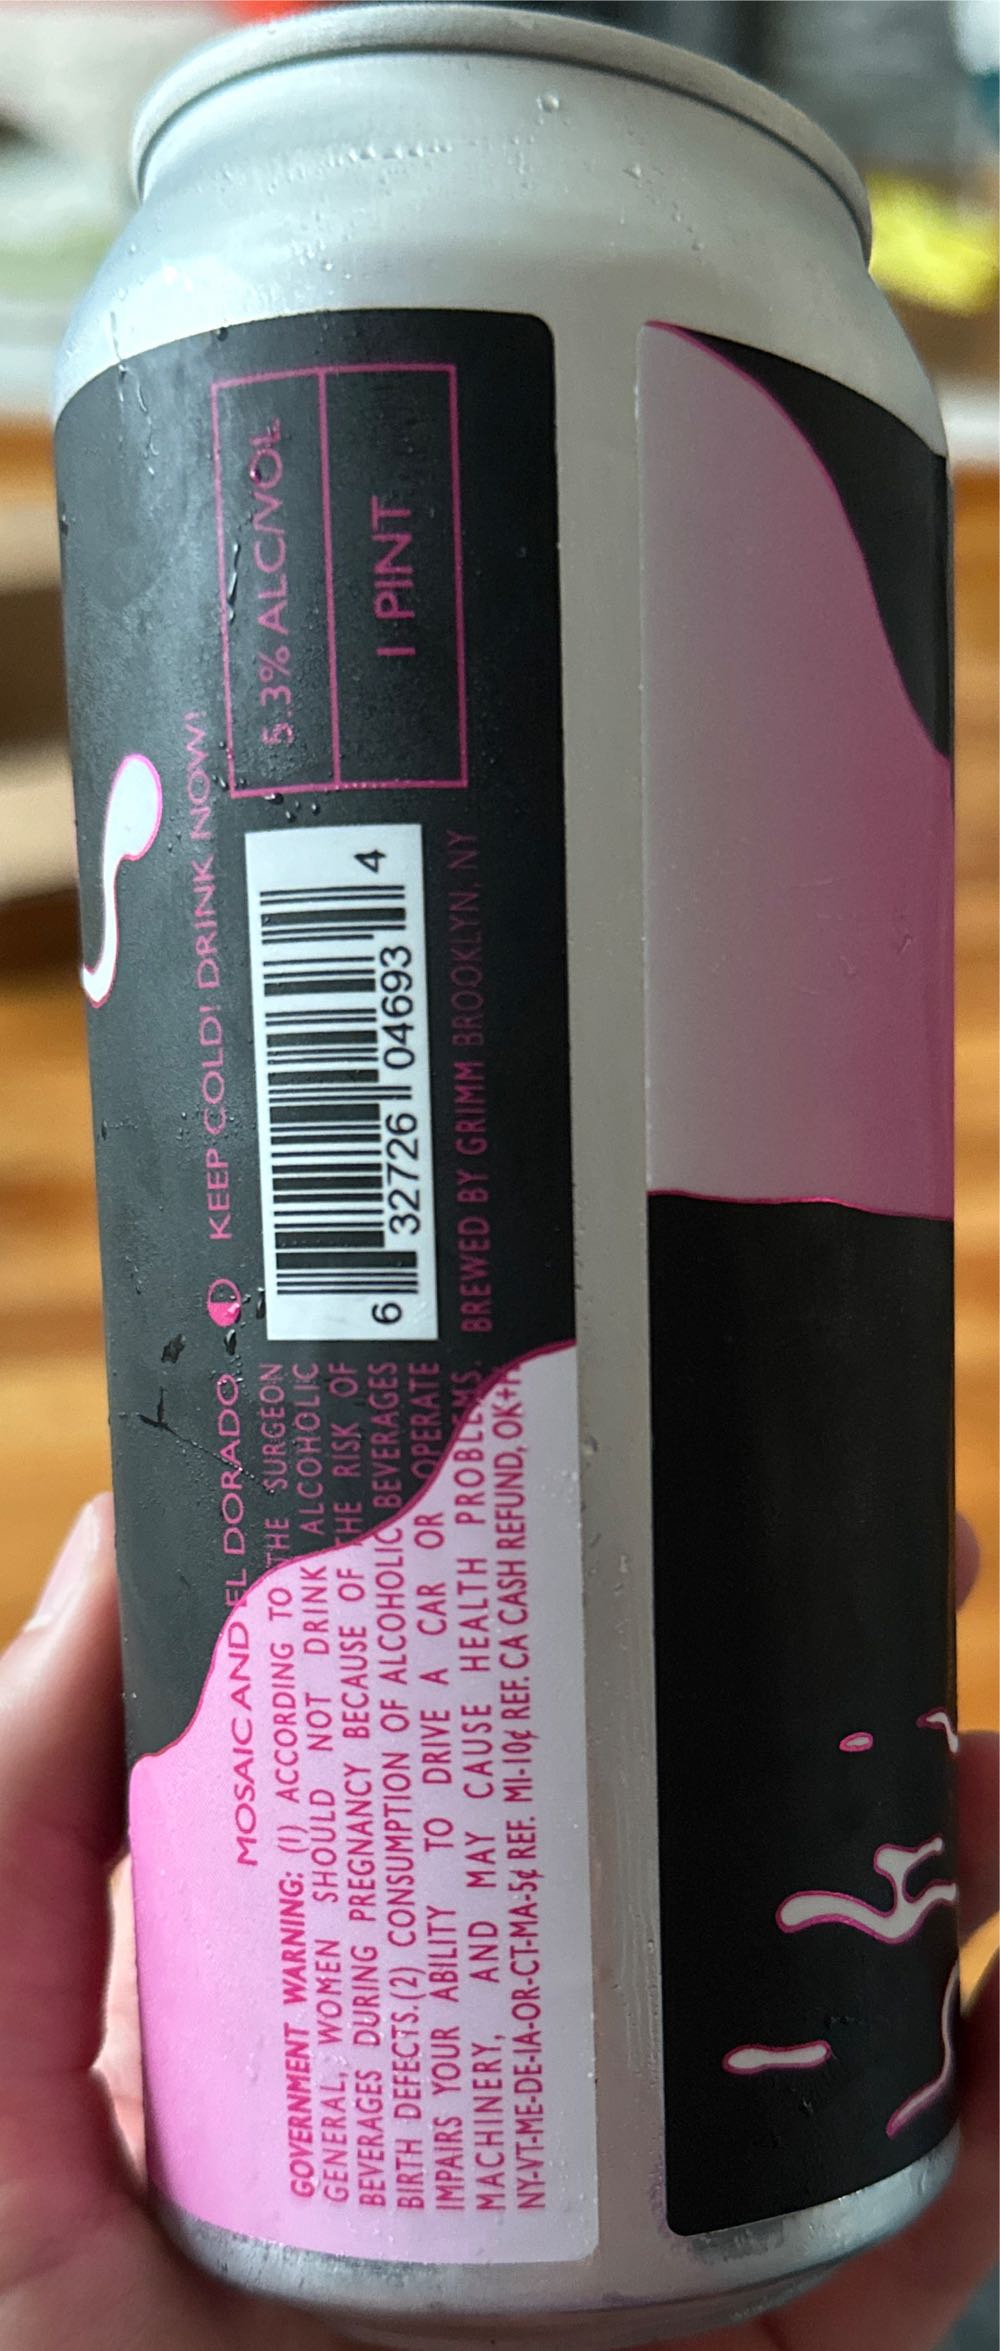 MOSAIC AND EL DORADO. KEEP COLD! DRINK NOW!
GOVERNMENT WARNING: (1) ACCORDING TO THE SURGEON
GENERAL, WOMEN SHOULD NOT DRINK ALCOHOLIC
BEVERAGES DURING PREGNANCY BECAUSE OF THE RISK OF
BIRTH DEFECTS.(2) CONSUMPTION OF ALCOHOLIC BEVERAGES
IMPAIRS YOUR ABILITY TO DRIVE A CAR OR OPERATE
MACHINERY, AND MAY CAUSE HEALTH PROBLEMS.
NY-VT-ME-DE-IA-OR-CT-MA-5¢ REF. MI-10¢ REF. CA CASH REFUND, OK+
6 32726 04693 4
BREWED BY GRIMM BROOKLYN, NY
5.3% ALC/VOL
1 PINT